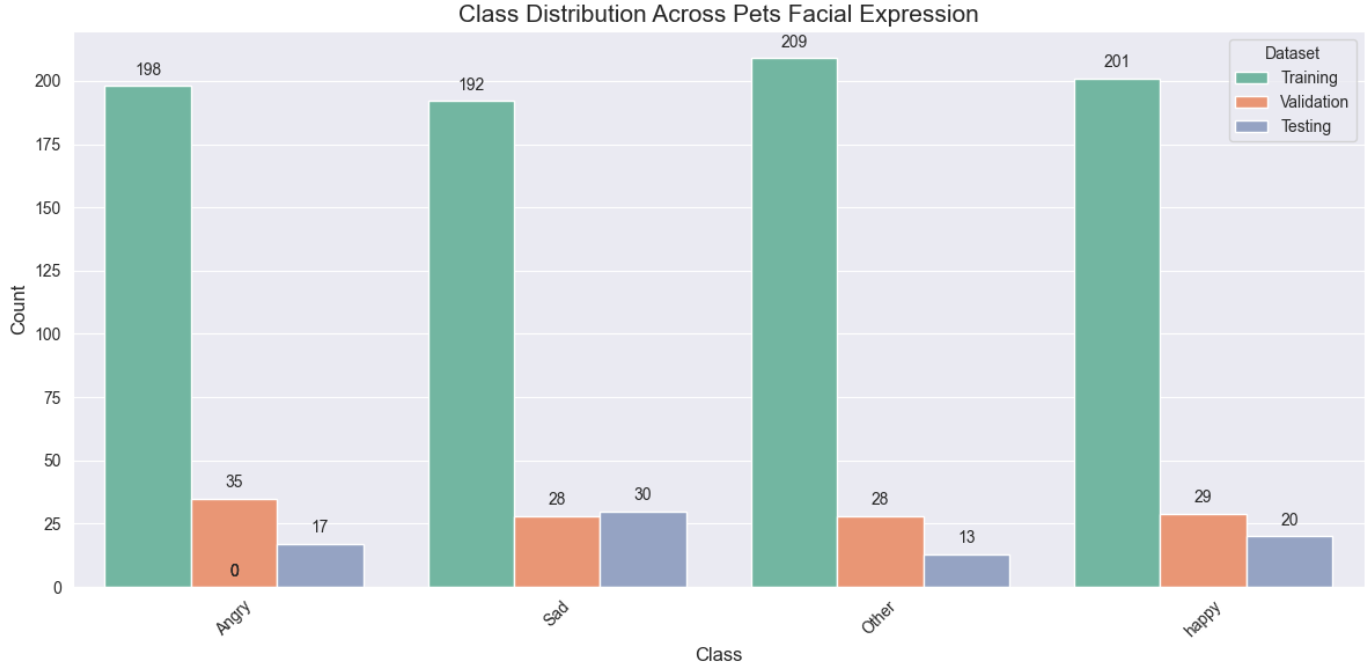 Class Distribution Across Pets Facial Expression
Dataset
Training
Validation
Testing
Count
200
175
150
125
100
75
50
25
0
198
35
0
17
192
28
30
209
28
13
201
29
20
Angry
Sad
Other
happy
Class